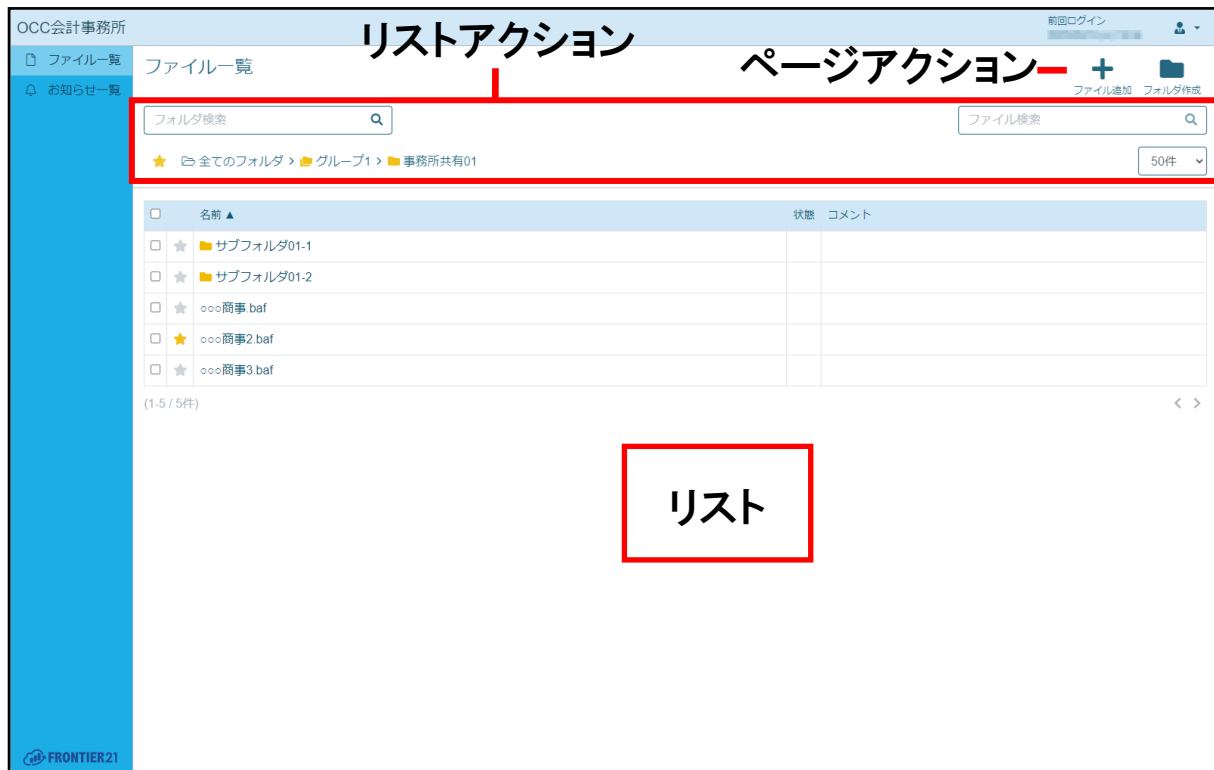 OCC会計事務所
前回ログイン
ファイル一覧
お知らせ一覧
ファイル一覧
リストアクション
ページアクション
ファイル追加
フォルダ作成
フォルダ検索
ファイル検索
全てのフォルダ > グループ1 > 事務所共有01
50件
名前▲ 状態 コメント
サブフォルダ01-1
サブフォルダ01-2
○○○商事.baf
○○○商事2.baf
○○○商事3.baf
(1-5 / 5件)
リスト
FRONTIER21